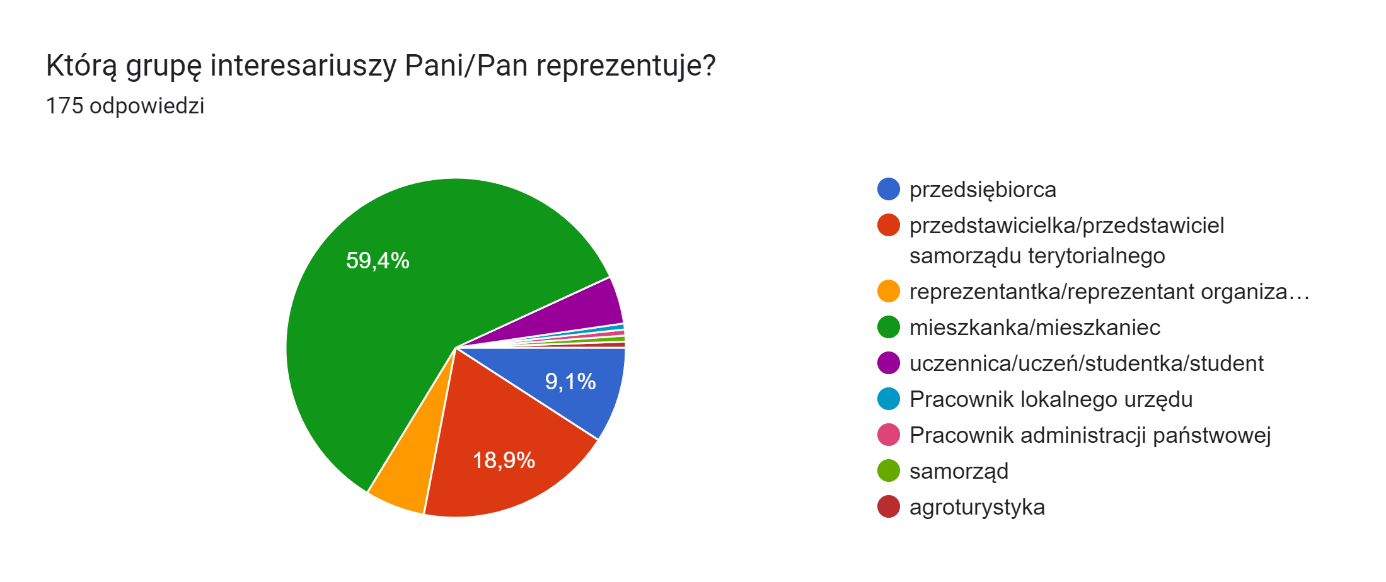 Którą grupę interesariuszy Pani/Pan reprezentuje?
175 odpowiedzi
59,4%
9,1%
18,9%
przedsiębiorca
przedstawicielka/przedstawiciel
samorządu terytorialnego
reprezentantka/reprezentant organiza…
mieszkanka/mieszkaniec
uczennica/uczeń/studentka/student
Pracownik lokalnego urzędu
Pracownik administracji państwowej
samorząd
agroturystyka